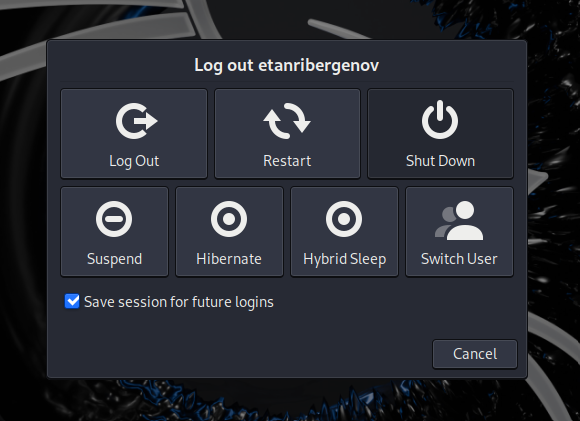 Log out etanribergenov
Log Out
Restart
Shut Down
Suspend
Hibernate
Hybrid Sleep
Switch User
Save session for future logins
Cancel